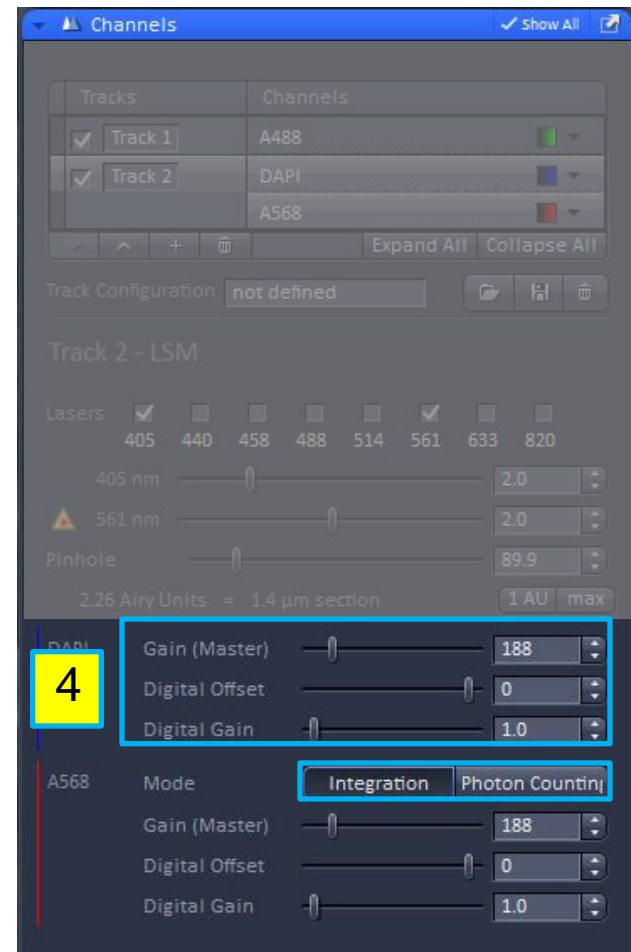 Channels Show All
Tracks Channels
Track 1 A488
Track 2 DAPI
A568
+ Expand All Collapse All
Track Configuration not defined
Track 2 - LSM
Lasers
405 440 458 488 514 561 633 820
405 nm 2.0
561 nm 2.0
Pinhole 89.9
2.26 Airy Units = 1.4 µm section 1 AU max
DAPI Gain (Master) 188
4 Digital Offset 0
Digital Gain 1.0
A568 Mode Integration Photon Counting
Gain (Master) 188
Digital Offset 0
Digital Gain 1.0